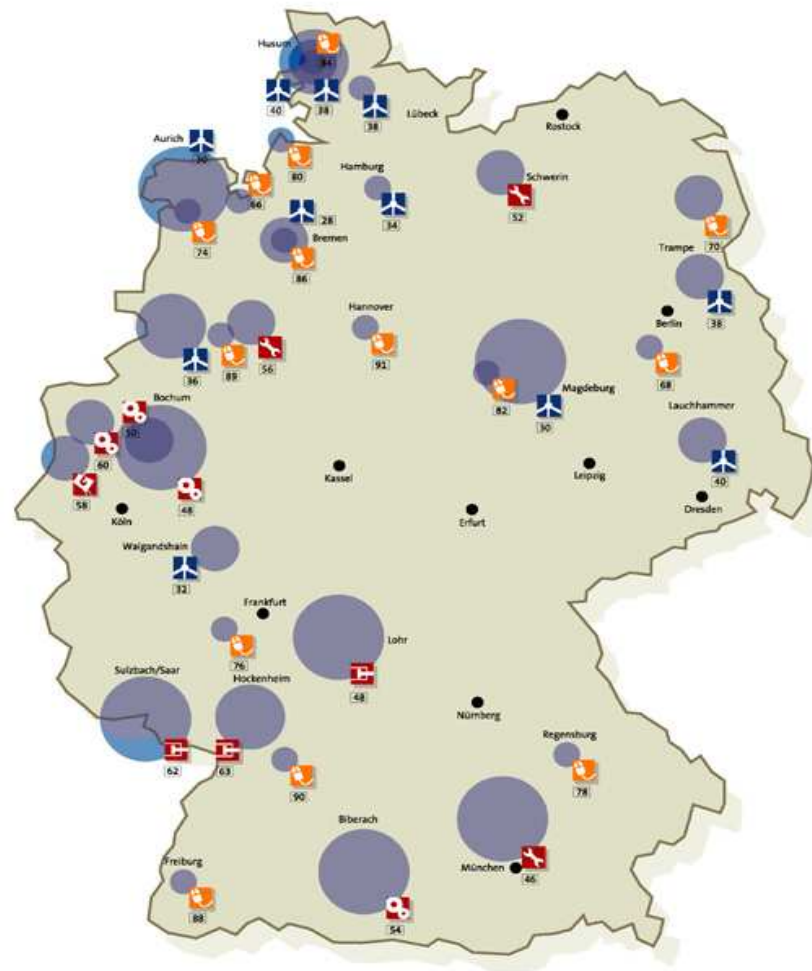 Husum
84
40
38
38
Lübeck
Rostock
Aurich
30
80
Hamburg
Schwerin
66
28
34
52
74
Bremen
70
86
Trampe
Hannover
Berlin
38
36
89
56
91
68
82
Magdeburg
30
Bochum
50
Lauchhammer
60
40
58
48
Kassel
Leipzig
Köln
Erfurt
Dresden
Waigandshain
32
Frankfurt
76
Lohr
Sulzbach/Saar
Hockenheim
48
Nürnberg
Regensburg
62
63
90
78
Biberach
Freiburg
München
46
88
54